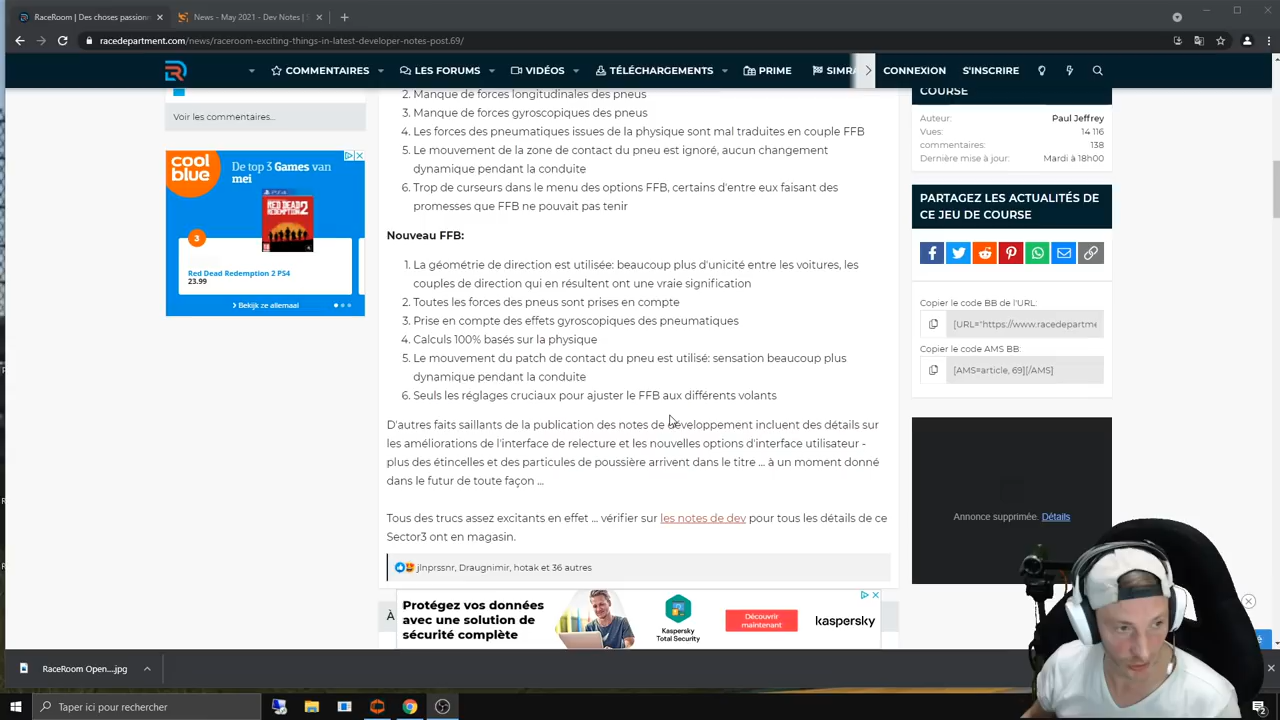 RaceRoom | Des choses passion
News - May 2021 - Dev Notes | S
racedepartment.com/news/raceroom-exciting-things-in-latest-developer-notes-post.69/
COMMENTAIRES
LES FORUMS
VIDÉOS
TÉLÉCHARGEMENTS
PRIME
SIMRA
CONNEXION
S'INSCRIRE
Voir les commentaires...
cool
blue
De top 3 Games van
mei
3
Red Dead Redemption 2 PS4
23.99
Bekijk ze allemaal
2. Manque de forces longitudinales des pneus
3. Manque de forces gyroscopiques des pneus
4. Les forces des pneumatiques issues de la physique sont mal traduites en couple FFB
5. Le mouvement de la zone de contact du pneu est ignoré, aucun changement
dynamique pendant la conduite
6. Trop de curseurs dans le menu des options FFB, certains d'entre eux faisant des
promesses que FFB ne pouvait pas tenir
Nouveau FFB:
1. La géométrie de direction est utilisée: beaucoup plus d'unicité entre les voitures, les
couples de direction qui en résultent ont une vraie signification
2. Toutes les forces des pneus sont prises en compte
3. Prise en compte des effets gyroscopiques des pneumatiques
4. Calculs 100% basés sur la physique
5. Le mouvement du patch de contact du pneu est utilisé: sensation beaucoup plus
dynamique pendant la conduite
6. Seuls les réglages cruciaux pour ajuster le FFB aux différents volants
D'autres faits saillants de la publication des notes de développement incluent des détails sur
les améliorations de l'interface de relecture et les nouvelles options d'interface utilisateur -
plus des étincelles et des particules de poussière arrivent dans le titre ... à un moment donné
dans le futur de toute façon ...
Tous des trucs assez excitants en effet ... vérifier sur les notes de dev pour tous les détails de ce
Sector3 ont en magasin.
jlnprssnr, Draugnimir, hotak et 36 autres
À
Protégez vos données
avec une solution de
sécurité complète
Kaspersky
Total Security
Découvrir
maintenant
kaspersky
COURSE
Auteur: Paul Jeffrey
Vues: 14 116
commentaires: 138
Dernière mise à jour: Mardi à 18h00
PARTAGEZ LES ACTUALITÉS DE
CE JEU DE COURSE
Copier le code BB de l'URL:
[URL="https://www.racedepartme
Copier le code AMS BB:
[AMS=article, 69][/AMS]
Annonce supprimée. Détails
RaceRoom Open....jpg
Taper ici pour rechercher